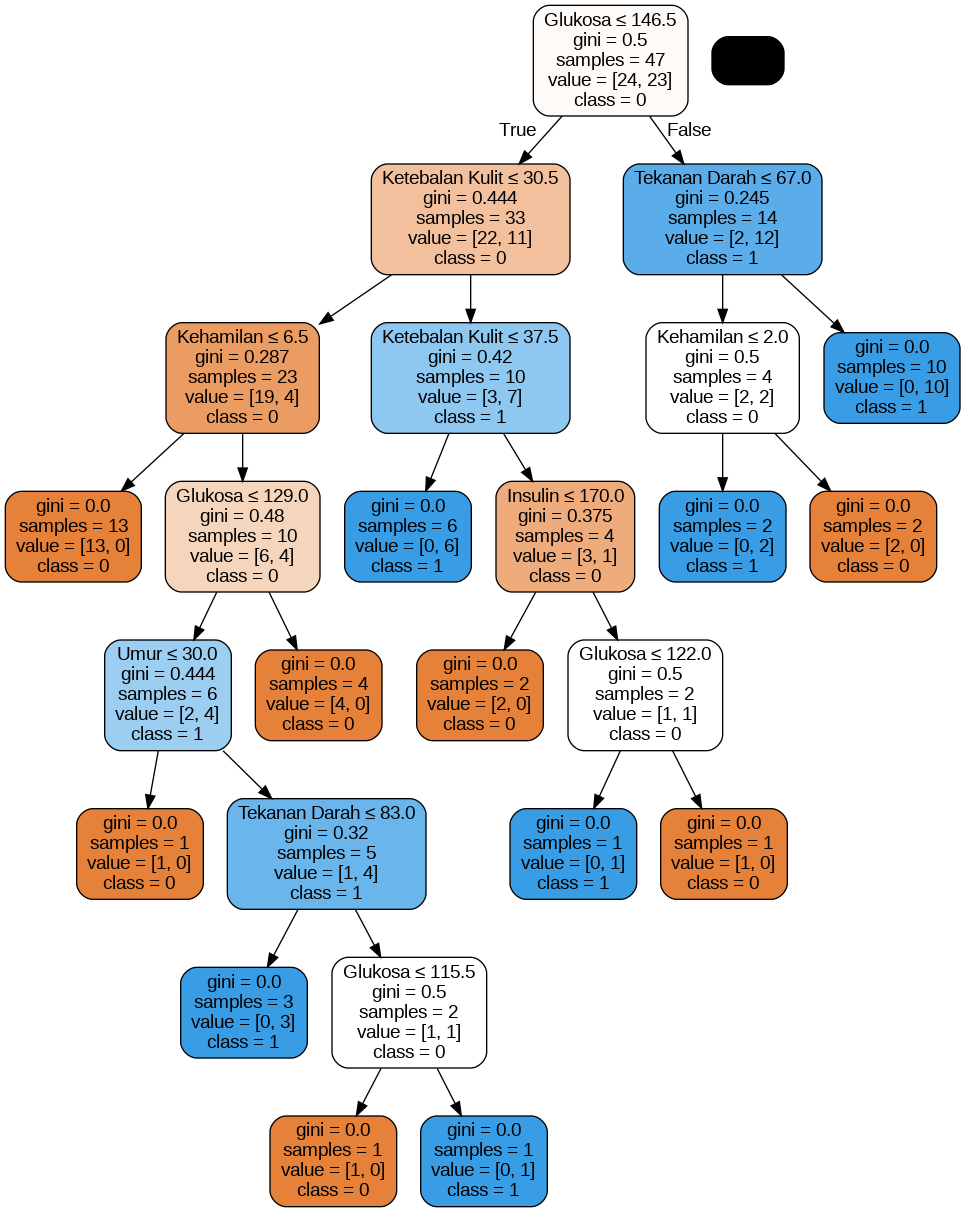 Glukosa ≤ 146.5
gini = 0.5
samples = 47
value = [24, 23]
class = 0
True
False
Ketebalan Kulit ≤ 30.5
gini = 0.444
samples = 33
value = [22, 11]
class = 0
Tekanan Darah ≤ 67.0
gini = 0.245
samples = 14
value = [2, 12]
class = 1
Kehamilan ≤ 6.5
gini = 0.287
samples = 23
value = [19, 4]
class = 0
Ketebalan Kulit ≤ 37.5
gini = 0.42
samples = 10
value = [3, 7]
class = 1
Kehamilan ≤ 2.0
gini = 0.5
samples = 4
value = [2, 2]
class = 0
gini = 0.0
samples = 10
value = [0, 10]
class = 1
gini = 0.0
samples = 13
value = [13, 0]
class = 0
Glukosa ≤ 129.0
gini = 0.48
samples = 10
value = [6, 4]
class = 0
gini = 0.0
samples = 6
value = [0, 6]
class = 1
Insulin ≤ 170.0
gini = 0.375
samples = 4
value = [3, 1]
class = 0
gini = 0.0
samples = 2
value = [0, 2]
class = 1
gini = 0.0
samples = 2
value = [2, 0]
class = 0
Umur ≤ 30.0
gini = 0.444
samples = 6
value = [2, 4]
class = 1
gini = 0.0
samples = 4
value = [4, 0]
class = 0
gini = 0.0
samples = 2
value = [2, 0]
class = 0
Glukosa ≤ 122.0
gini = 0.5
samples = 2
value = [1, 1]
class = 0
gini = 0.0
samples = 1
value = [1, 0]
class = 0
Tekanan Darah ≤ 83.0
gini = 0.32
samples = 5
value = [1, 4]
class = 1
gini = 0.0
samples = 1
value = [0, 1]
class = 1
gini = 0.0
samples = 1
value = [1, 0]
class = 0
gini = 0.0
samples = 3
value = [0, 3]
class = 1
Glukosa ≤ 115.5
gini = 0.5
samples = 2
value = [1, 1]
class = 0
gini = 0.0
samples = 1
value = [1, 0]
class = 0
gini = 0.0
samples = 1
value = [0, 1]
class = 1